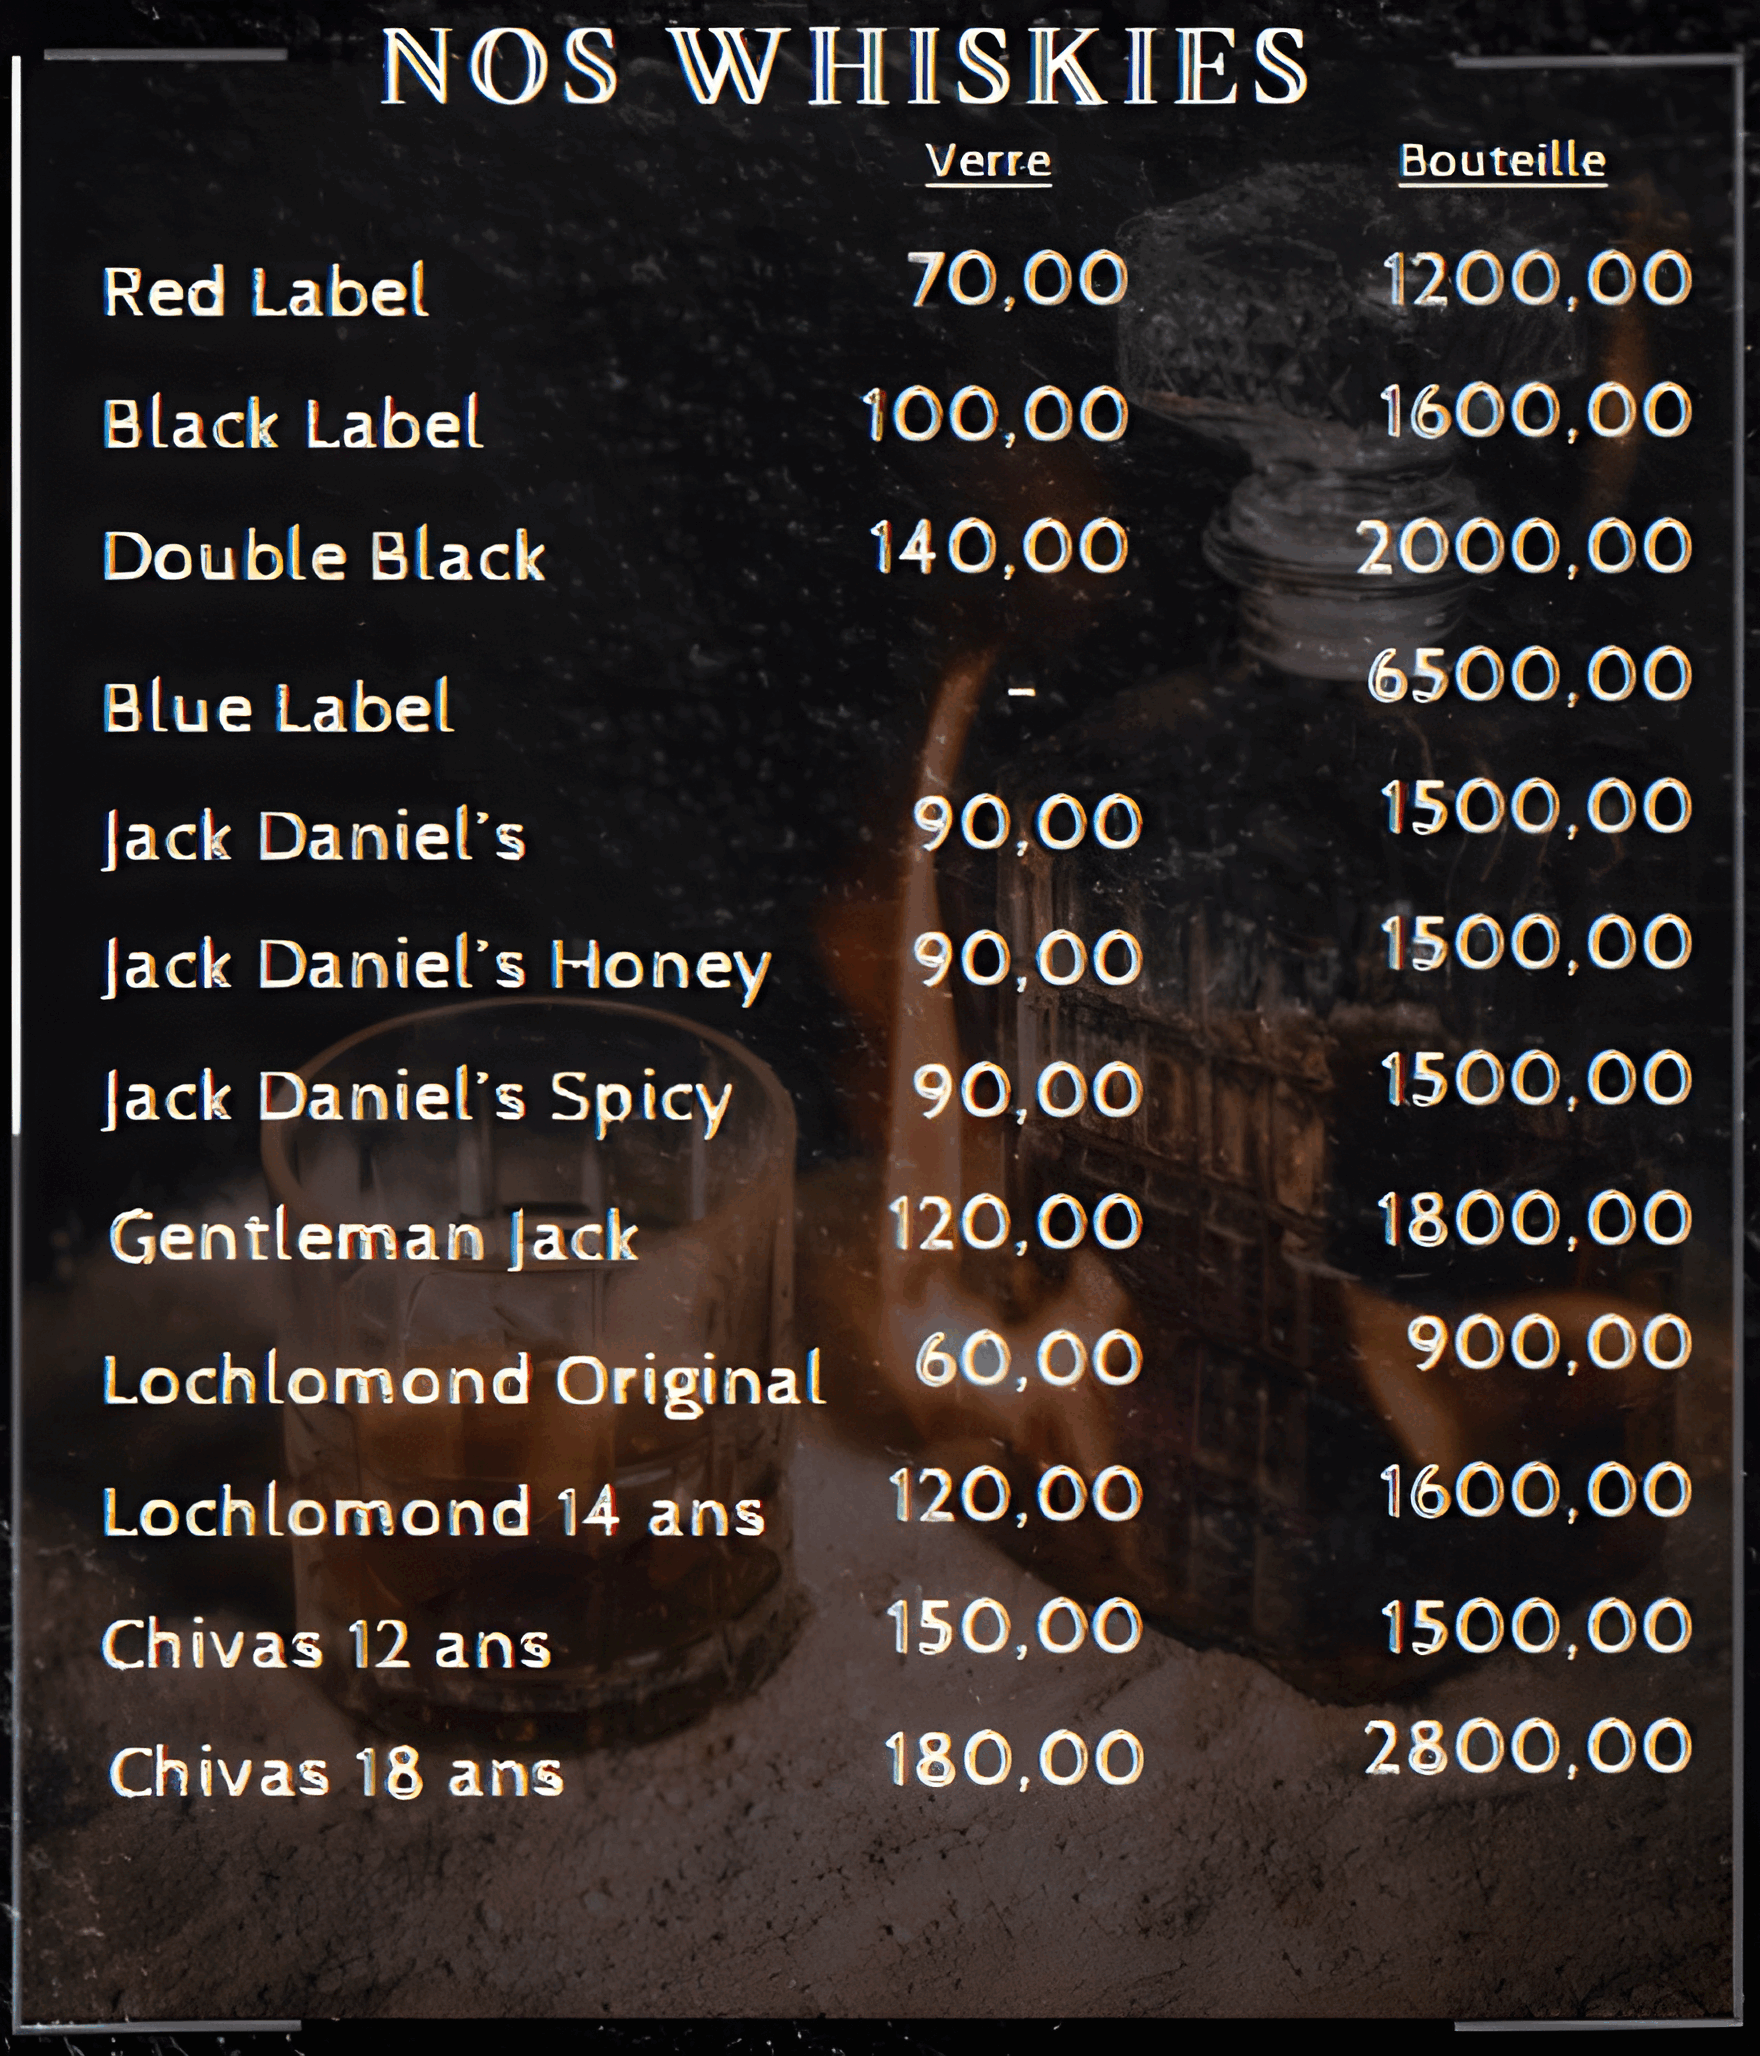 NOS WHISKIES
Verre Bouteille
Red Label 70,00 1200,00
Black Label 100,00 1600,00
Double Black 140,00 2000,00
Blue Label - 6500,00
Jack Daniel's 90,00 1500,00
Jack Daniel's Honey 90,00 1500,00
Jack Daniel's Spicy 90,00 1500,00
Gentleman Jack 120,00 1800,00
Lochlomond Original 60,00 900,00
Lochlomond 14 ans 120,00 1600,00
Chivas 12 ans 150,00 1500,00
Chivas 18 ans 180,00 2800,00